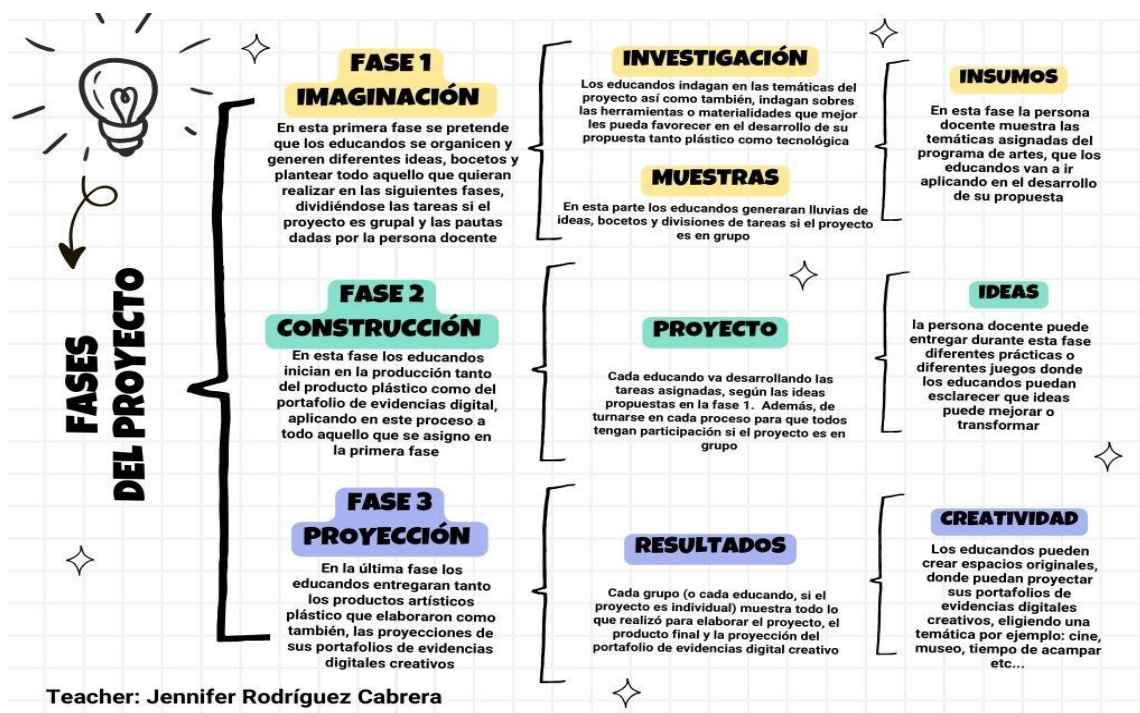 FASES
DEL PROYECTO
FASE 1
IMAGINACIÓN
En esta primera fase se pretende
que los educandos se organicen y
generen diferentes ideas, bocetos y
plantear todo aquello que quieran
realizar en las siguientes fases,
dividiéndose las tareas si el
proyecto es grupal y las pautas
dadas por la persona docente
INVESTIGACIÓN
Los educandos indagan en las temáticas del
proyecto así como también, indagan sobre
las herramientas o materialidades que mejor
les pueda favorecer en el desarrollo de su
propuesta tanto plástico como tecnológica
MUESTRAS
En esta parte los educandos generaran lluvias de
ideas, bocetos y divisiones de tareas si el proyecto
es en grupo
INSUMOS
En esta fase la persona
docente muestra las
temáticas asignadas del
programa de artes, que los
educandos van a ir
aplicando en el desarrollo
de su propuesta
FASE 2
CONSTRUCCIÓN
En esta fase los educandos
inician en la producción tanto
del producto plástico como del
portafolio de evidencias digital,
aplicando en este proceso a
todo aquello que se asigno en
la primera fase
PROYECTO
Cada educando va desarrollando las
tareas asignadas, según las ideas
propuestas en la fase 1. Además, de
turnarse en cada proceso para que todos
tengan participación si el proyecto es en
grupo
IDEAS
la persona docente puede
entregar durante esta fase
diferentes prácticas o
diferentes juegos donde
los educandos puedan
esclarecer que ideas
puede mejorar o
transformar
FASE 3
PROYECCIÓN
En la última fase los
educandos entregaran tanto
los productos artísticos
plástico que elaboraron como
también, las proyecciones de
sus portafolios de evidencias
digitales creativos
RESULTADOS
Cada grupo (o cada educando, si el
proyecto es individual) muestra todo lo
que realizó para elaborar el proyecto, el
producto final y la proyección del
portafolio de evidencias digital creativo
CREATIVIDAD
Los educandos pueden
crear espacios originales,
donde puedan proyectar
sus portafolios de
evidencias digitales
creativos, eligiendo una
temática por ejemplo: cine,
museo, tiempo de acampar
etc...
Teacher: Jennifer Rodríguez Cabrera